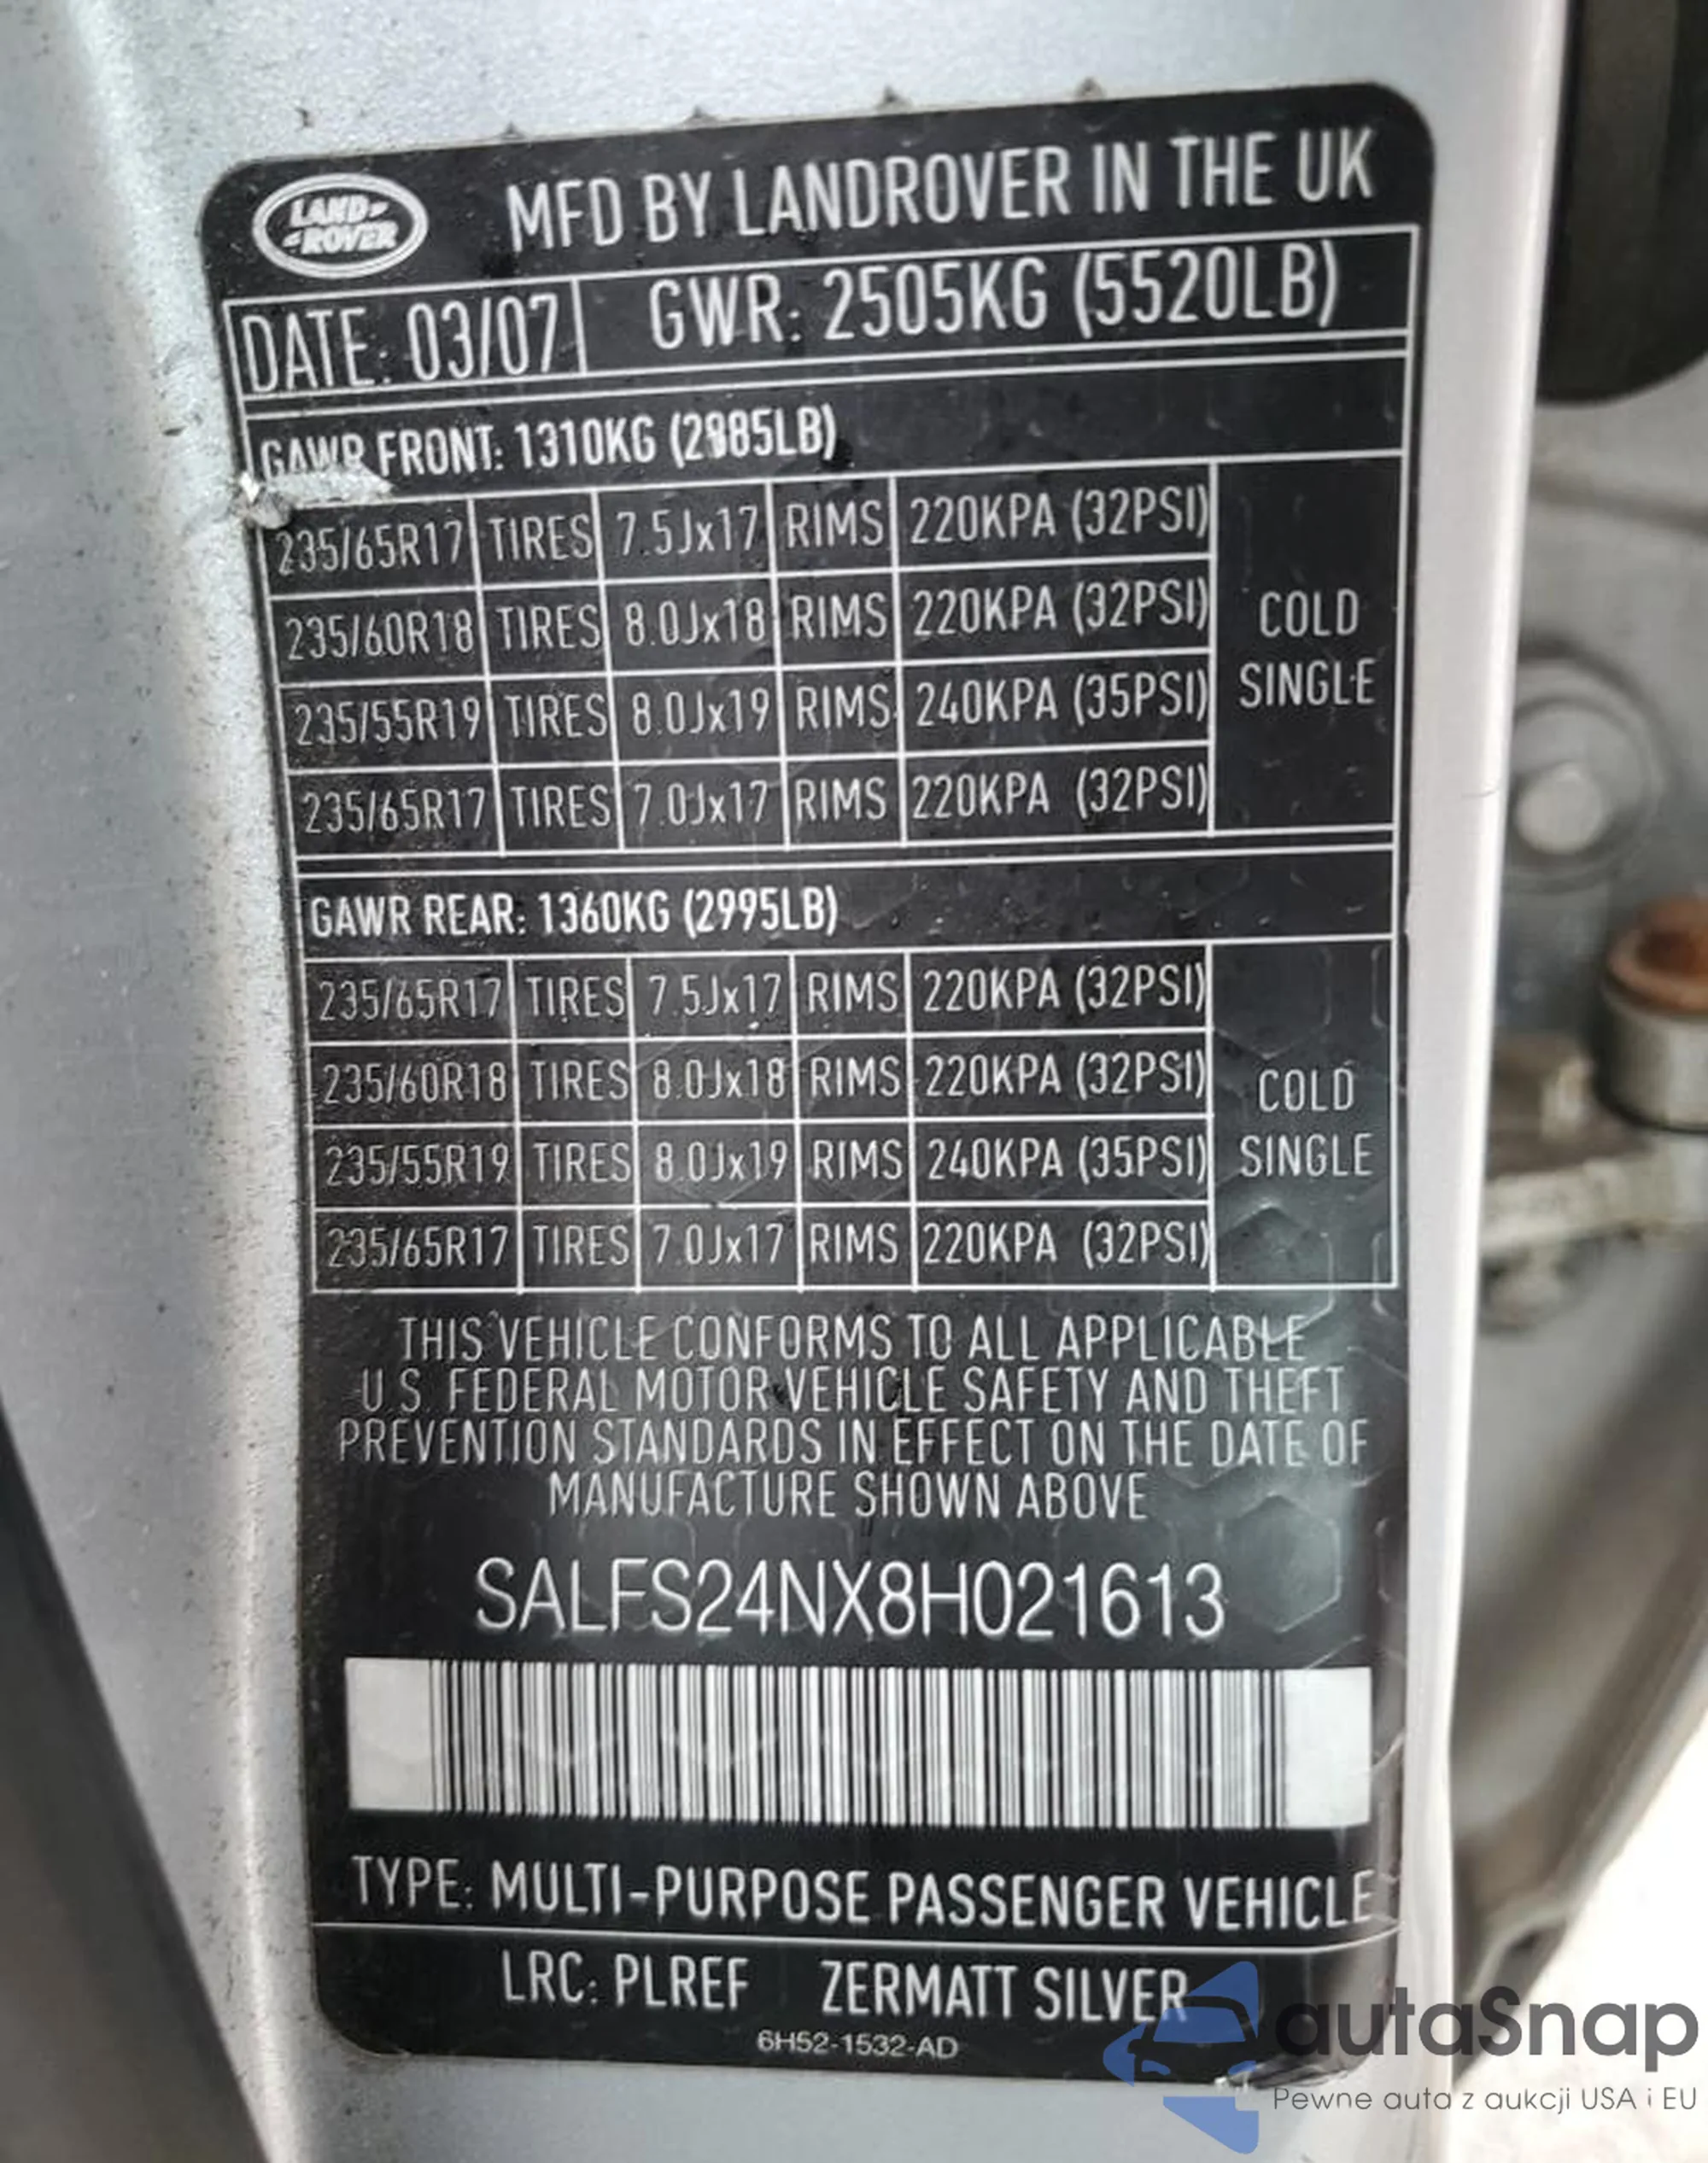 LAND ROVER
MFD BY LANDROVER IN THE UK
DATE: 03/07 GWR: 2505KG (5520LB)
GAWR FRONT: 1310KG (2885LB)
235/65R17 TIRES 7.5Jx17 RIMS 220KPA (32PSI)
235/60R18 TIRES 8.0Jx18 RIMS 220KPA (32PSI)
COLD
235/55R19 TIRES 8.0Jx19 RIMS 240KPA (35PSI)
SINGLE
235/65R17 TIRES 7.0Jx17 RIMS 220KPA (32PSI)
GAWR REAR: 1360KG (2995LB)
235/65R17 TIRES 7.5Jx17 RIMS 220KPA (32PSI)
235/60R18 TIRES 8.0Jx18 RIMS 220KPA (32PSI)
COLD
235/55R19 TIRES 8.0Jx19 RIMS 240KPA (35PSI)
SINGLE
235/65R17 TIRES 7.0Jx17 RIMS 220KPA (32PSI)
THIS VEHICLE CONFORMS TO ALL APPLICABLE
U.S. FEDERAL MOTOR VEHICLE SAFETY AND THEFT
PREVENTION STANDARDS IN EFFECT ON THE DATE OF
MANUFACTURE SHOWN ABOVE
SALFS24NX8H021613
TYPE: MULTI-PURPOSE PASSENGER VEHICLE
LRC: PLREF ZERMATT SILVER
6H52-1532-AD
autaSnap
Pewne auta z aukcji USA i EU